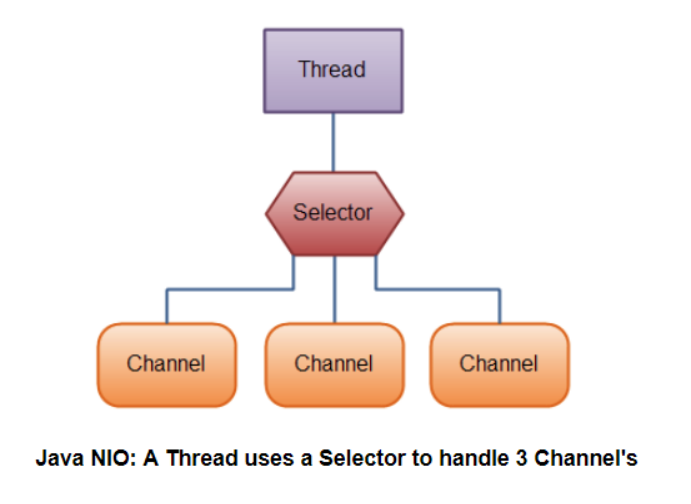 Thread
Selector
Channel Channel Channel
Java NIO: A Thread uses a Selector to handle 3 Channel's